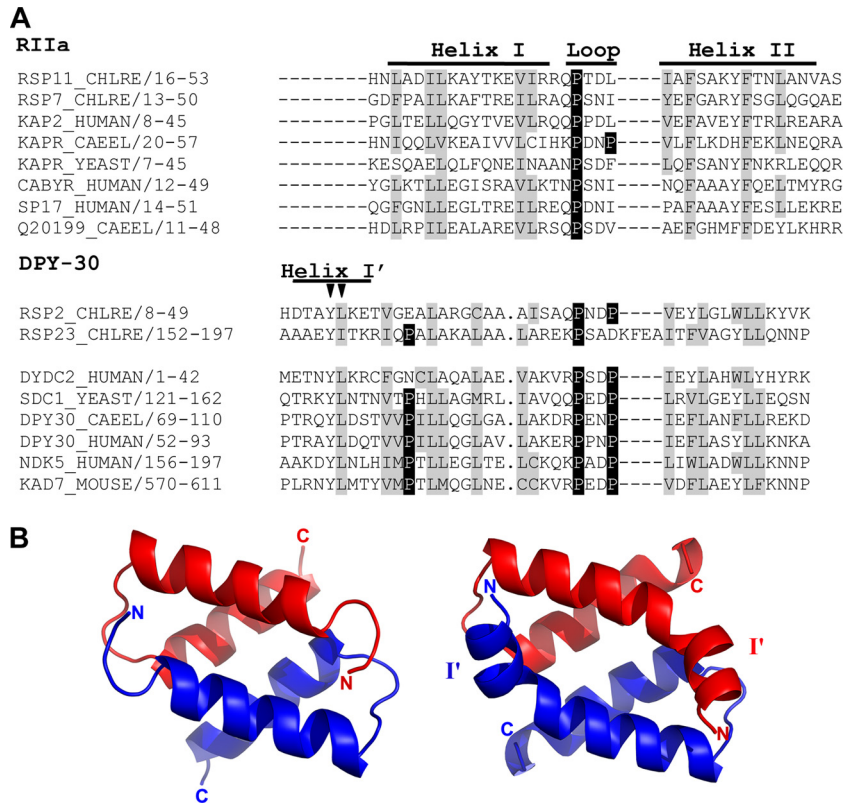 A
RIIa
Helix I Loop Helix II
RSP11_CHLRE/16-53 -------HNLADILKAYTKEVIRRQPTDL----IAFSAKYFTNLANVAS
RSP7_CHLRE/13-50 -------GDFPAILKAFTREILRAQPSNI----YEFGARYFSGLQGQAE
KAP2_HUMAN/8-45 -------PGLTELLQGYTVEVLRQQPPDL----VEFAVEYFTRLREARA
KAPR_CAEEL/20-57 -------HNIQQLVKEAIVVLCIHKPDNP----VLFLKDHFEKLNEQRA
KAPR_YEAST/7-45 -------KESQAELQLFQNEINAANPSDF----LQFSANYFNKRLEQQR
CABYR_HUMAN/12-49 -------YGLKTLLEGISRAVLKTNPSNI----NQFAAAYFQELTMYRG
SP17_HUMAN/14-51 -------QGFGNLLEGLTREILREQPDNI----PAFAAAYFESLLEKRE
Q20199_CAEEL/11-48 -------HDLRPILEALAREVLRSQPSDV----AEFGHMFFDEYLKHRR
DPY-30
Helix I'
RSP2_CHLRE/8-49 HDTAYLKETVGEALARGCAA.AISAQPNDP----VEYLGLWLLKYVK
RSP23_CHLRE/152-197 AAAEYITKRIQPALAKALAALAREKPSADKFEAITFVAGYLLQNNP
DYDC2_HUMAN/1-42 METNYLKRCFGNCLAQALAE.VAKVRPSDP----IEYLAHWLYHYRK
SDC1_YEAST/121-162 QTRKYLNTNVTPHLLAGMRL.IAVQQPEDP----LRVLGEYLIEQSN
DPY30_CAEEL/69-110 PTRQYLDSTVVPILLQGLGA.LAKDRPENP----IEFLANFLLREKD
DPY30_HUMAN/52-93 PTRAYLDQTVVPILLQGLAV.LAKERPPNP----IEFLASYLLKNKA
NDK5_HUMAN/156-197 AAKDYLNLHIMPTLLEGLTE.LCKQKPADP----LIWLADWLLKNNP
KAD7_MOUSE/570-611 PLRNYLMTYVMPTLMQGLNE.CCKVRPEDP----VDFLAEYLFKNNP
B
C
N
N
C
N
C
I'
I'
C
N